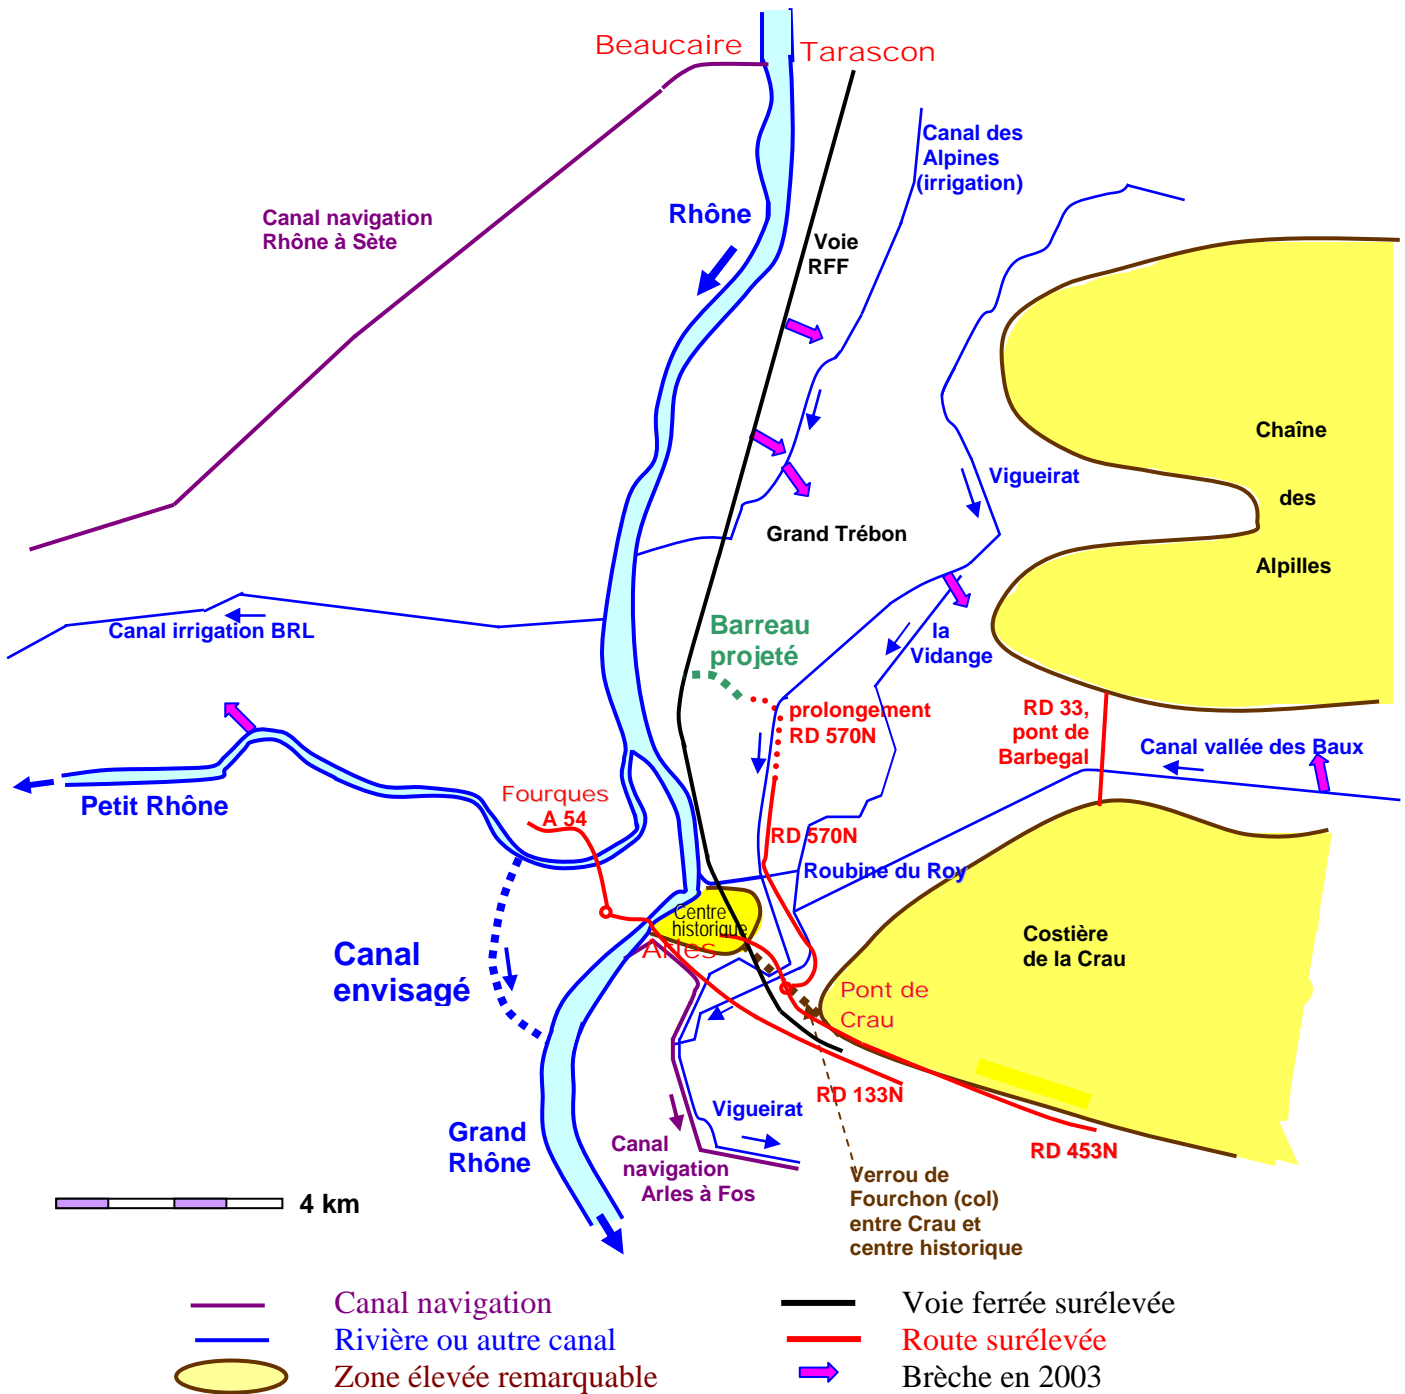 Beaucaire
Tarascon
Canal des
Alpines
(irrigation)
Canal navigation
Rhône à Sète
Rhône
Voie
RFF
Chaîne
des
Alpilles
Vigueirat
Grand Trébon
Canal irrigation BRL
Barreau
projeté
la
Vidange
prolongement
RD 570N
RD 33,
pont de
Barbegal
Canal vallée des Baux
Petit Rhône
Fourques
A 54
RD 570N
Roubine du Roy
Centre
historique
Arles
Costière
de la Crau
Canal
envisagé
Pont de
Crau
RD 133N
Vigueirat
RD 453N
Grand
Rhône
Canal
navigation
Arles à Fos
Verrou de
Fourchon (col)
entre Crau et
centre historique
4 km
Canal navigation
Rivière ou autre canal
Zone élevée remarquable
Voie ferrée surélevée
Route surélevée
Brèche en 2003